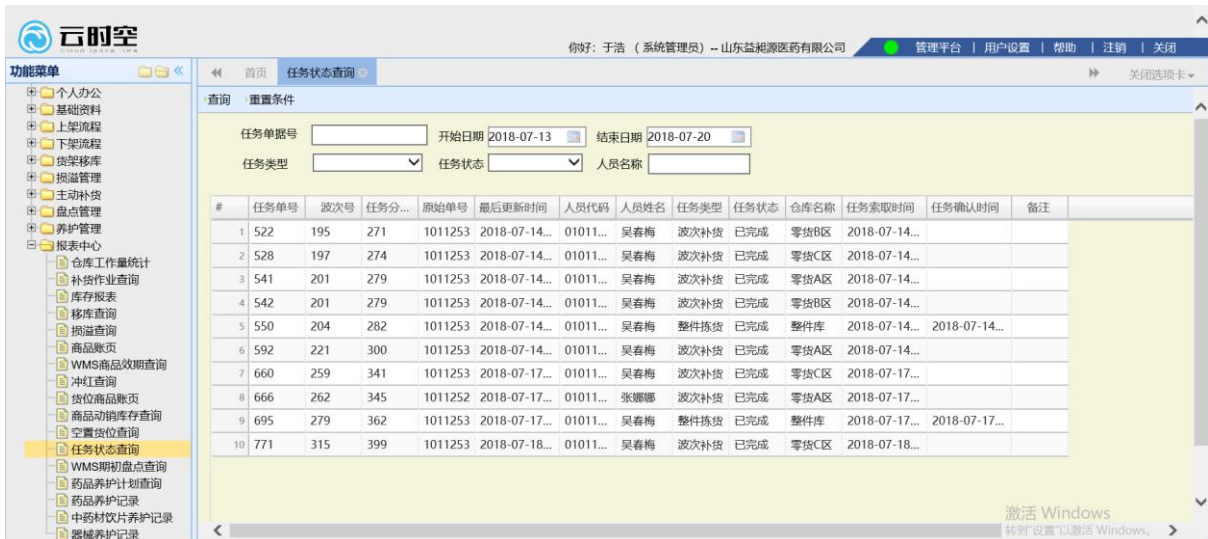 云时空
你好：于浩 （系统管理员）-- 山东益昶源医药有限公司 管理平台 | 用户设置 | 帮助 | 注销 | 关闭
功能菜单
首页 任务状态查询 关闭选项卡
个人办公
基础资料
上架流程
下架流程
货架移库
损溢管理
主动补货
盘点管理
养护管理
报表中心
仓库工作量统计
补货作业查询
库存报表
移库查询
损溢查询
商品账页
WMS商品效期查询
冲红查询
货位商品账页
商品动销库存查询
空置货位查询
任务状态查询
WMS期初盘点查询
药品养护计划查询
药品养护记录
中药材饮片养护记录
器械养护记录
查询 重置条件
任务单据号 开始日期 2018-07-13 结束日期 2018-07-20
任务类型 任务状态 人员名称
# 任务单号 波次号 任务分... 原始单号 最后更新时间 人员代码 人员姓名 任务类型 任务状态 仓库名称 任务索取时间 任务确认时间 备注
1 522 195 271 1011253 2018-07-14... 01011... 吴春梅 波次补货 已完成 零货B区 2018-07-14...
2 528 197 274 1011253 2018-07-14... 01011... 吴春梅 波次补货 已完成 零货C区 2018-07-14...
3 541 201 279 1011253 2018-07-14... 01011... 吴春梅 波次补货 已完成 零货A区 2018-07-14...
4 542 201 279 1011253 2018-07-14... 01011... 吴春梅 波次补货 已完成 零货B区 2018-07-14...
5 550 204 282 1011253 2018-07-14... 01011... 吴春梅 整件拣货 已完成 整件库 2018-07-14... 2018-07-14...
6 592 221 300 1011253 2018-07-14... 01011... 吴春梅 波次补货 已完成 零货A区 2018-07-14...
7 660 259 341 1011253 2018-07-17... 01011... 吴春梅 波次补货 已完成 零货C区 2018-07-17...
8 666 262 345 1011252 2018-07-17... 01011... 张娜娜 波次补货 已完成 零货A区 2018-07-17...
9 695 279 362 1011253 2018-07-17... 01011... 吴春梅 整件拣货 已完成 整件库 2018-07-17... 2018-07-17...
10 771 315 399 1011253 2018-07-18... 01011... 吴春梅 波次补货 已完成 零货C区 2018-07-18...
激活 Windows
转到"设置"以激活 Windows。